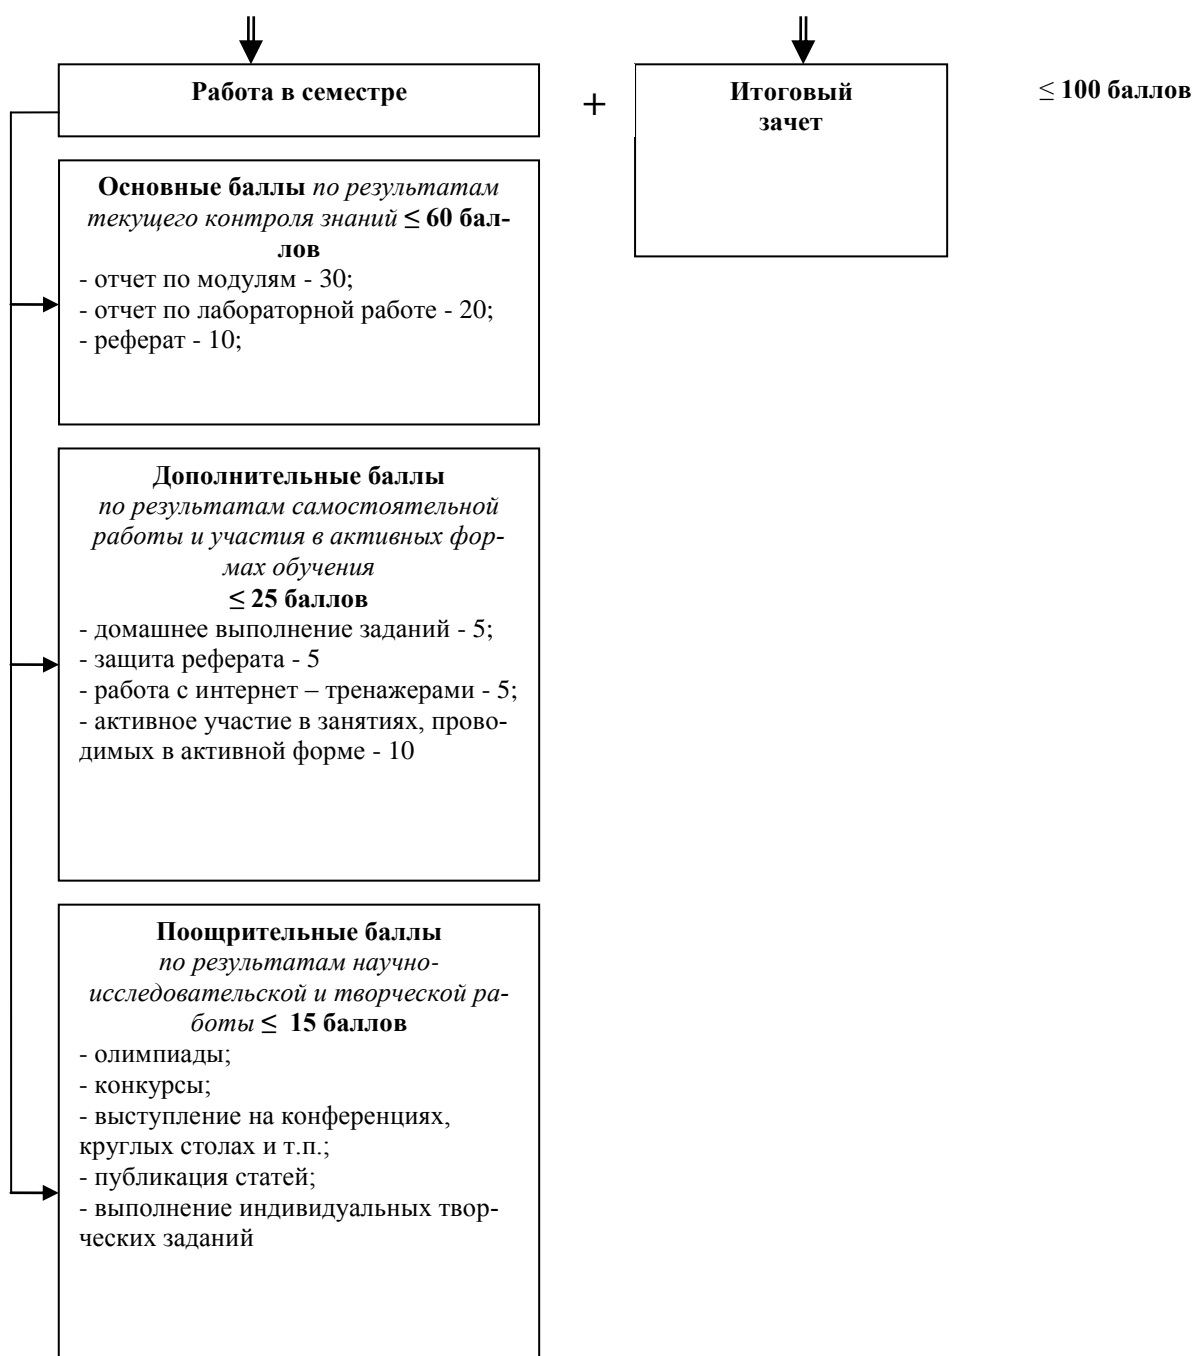 Работа в семестре
+
Итоговый
зачет
≤ 100 баллов
Основные баллы по результатам
текущего контроля знаний ≤ 60 бал-
лов
- отчет по модулям - 30;
- отчет по лабораторной работе - 20;
- реферат - 10;
Дополнительные баллы
по результатам самостоятельной
работы и участия в активных фор-
мах обучения
≤ 25 баллов
- домашнее выполнение заданий - 5;
- защита реферата - 5
- работа с интернет – тренажерами - 5;
- активное участие в занятиях, прово-
димых в активной форме - 10
Поощрительные баллы
по результатам научно-
исследовательской и творческой ра-
боты ≤ 15 баллов
- олимпиады;
- конкурсы;
- выступление на конференциях,
круглых столах и т.п.;
- публикация статей;
- выполнение индивидуальных твор-
ческих заданий